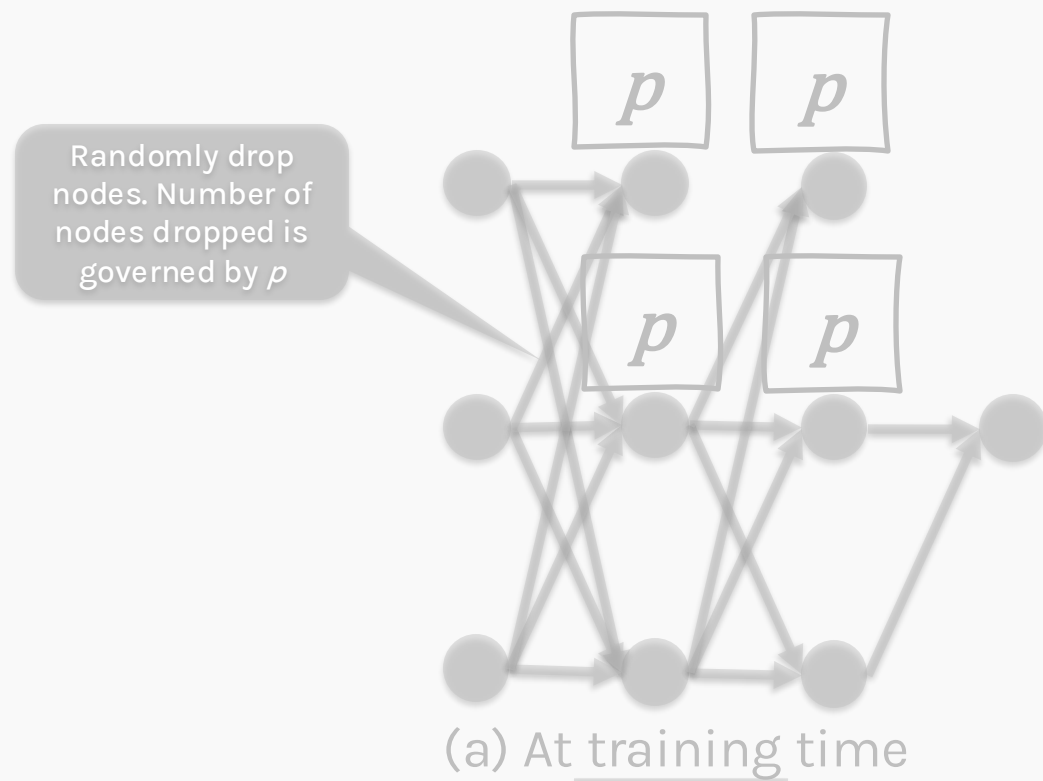 p
p
Randomly drop
nodes. Number of
nodes dropped is
governed by p
p
p
(a) At training time